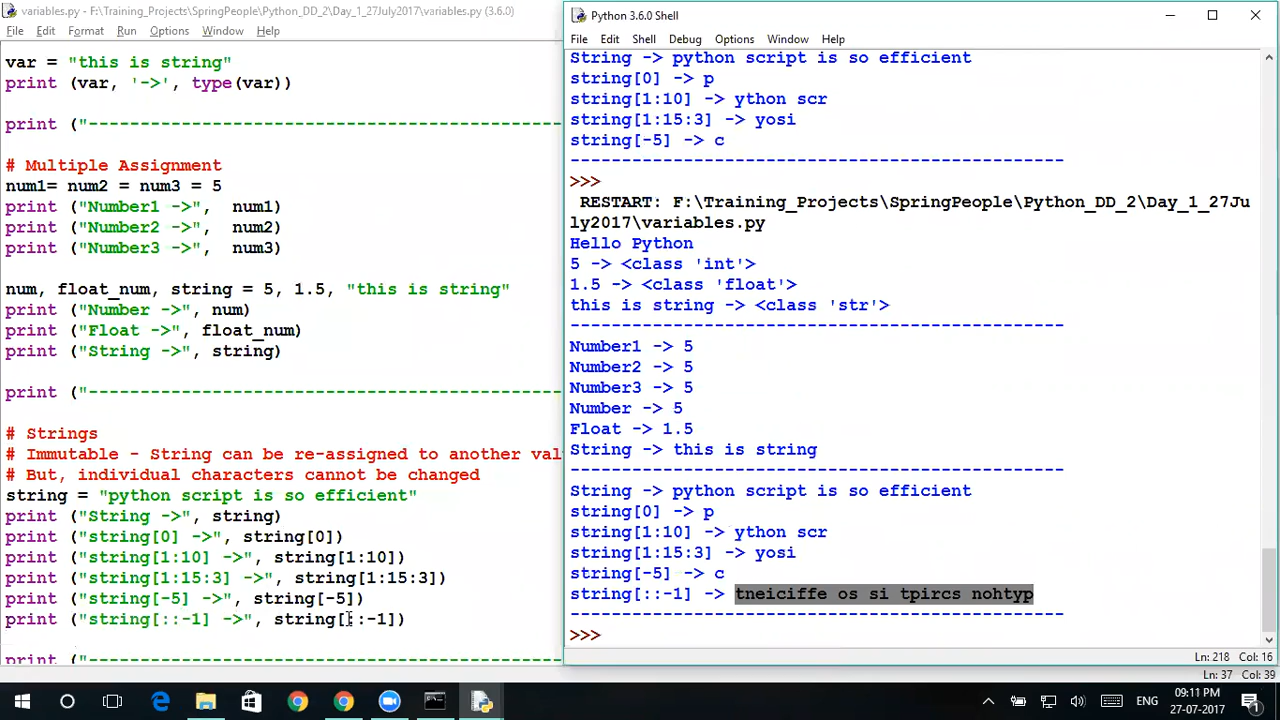 variables.py - F:\Training_Projects\SpringPeople\Python_DD_2\Day_1_27July2017\variables.py (3.6.0)
File Edit Format Run Options Window Help
var = "this is string"
print (var, '->', type(var))
print ("----------------------------------------------
# Multiple Assignment
num1= num2 = num3 = 5
print ("Number1 ->",  num1)
print ("Number2 ->",  num2)
print ("Number3 ->",  num3)
num, float_num, string = 5, 1.5, "this is string"
print ("Number ->", num)
print ("Float ->", float_num)
print ("String ->", string)
print ("----------------------------------------------
# Strings
# Immutable - String can be re-assigned to another val
# But, individual characters cannot be changed
string = "python script is so efficient"
print ("String ->", string)
print ("string[0] ->", string[0])
print ("string[1:10] ->", string[1:10])
print ("string[1:15:3] ->", string[1:15:3])
print ("string[-5] ->", string[-5])
print ("string[::-1] ->", string[::-1])
print ("----------------------------------------------
Ln: 37 Col: 39
Python 3.6.0 Shell
File Edit Shell Debug Options Window Help
String -> python script is so efficient
string[0] -> p
string[1:10] -> ython scr
string[1:15:3] -> yosi
string[-5] -> c
------------------------------------------------
>>>
RESTART: F:\Training_Projects\SpringPeople\Python_DD_2\Day_1_27Ju
ly2017\variables.py
Hello Python
5 -> <class 'int'>
1.5 -> <class 'float'>
this is string -> <class 'str'>
------------------------------------------------
Number1 -> 5
Number2 -> 5
Number3 -> 5
Number -> 5
Float -> 1.5
String -> this is string
------------------------------------------------
String -> python script is so efficient
string[0] -> p
string[1:10] -> ython scr
string[1:15:3] -> yosi
string[-5] -> c
string[::-1] -> tneiciffe os si tpircs nohtyp
------------------------------------------------
>>>
Ln: 218 Col: 16
ENG
09:11 PM
27-07-2017
1